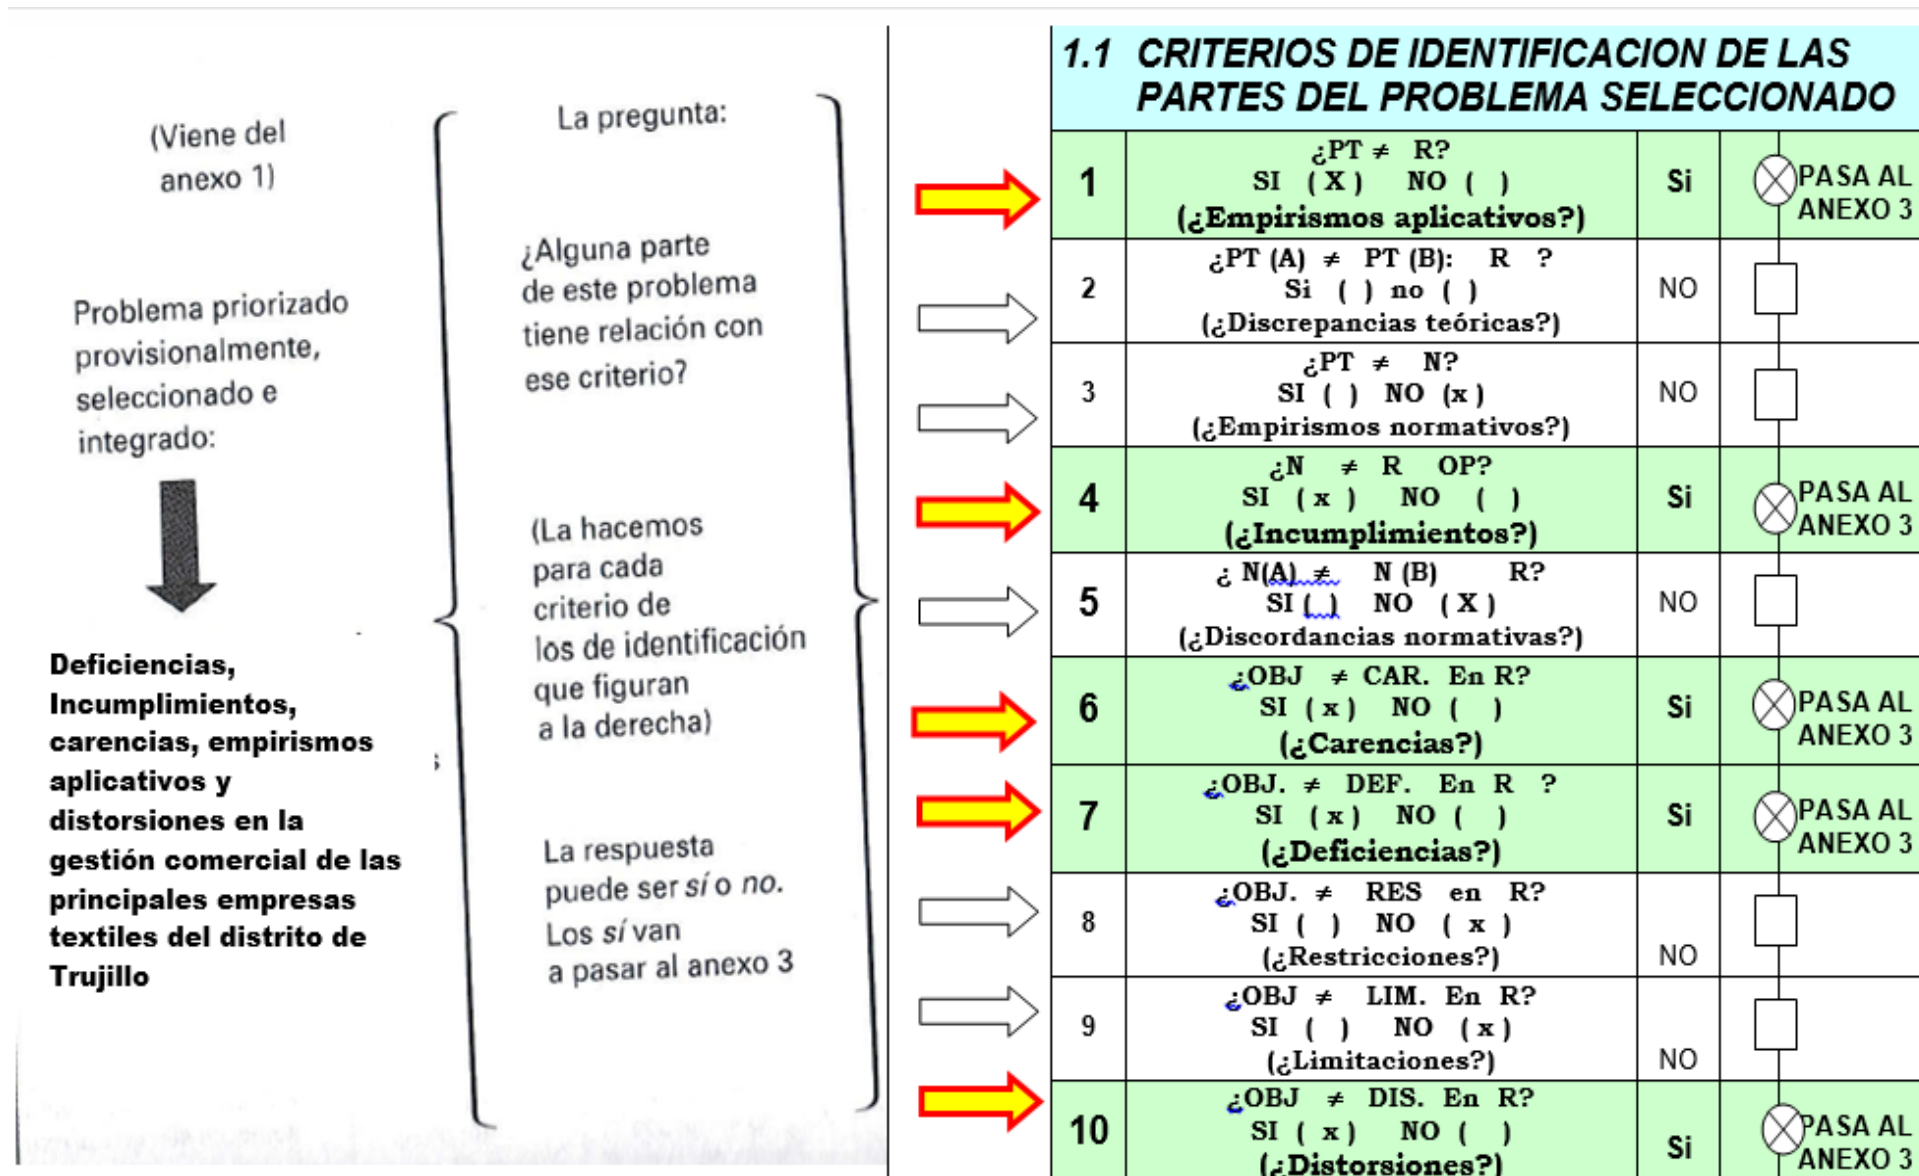 (Viene del
anexo 1)
Problema priorizado
provisionalmente,
seleccionado e
integrado:
Deficiencias,
Incumplimientos,
carencias, empirismos
aplicativos y
distorsiones en la
gestión comercial de las
principales empresas
textiles del distrito de
Trujillo
La pregunta:
¿Alguna parte
de este problema
tiene relación con
ese criterio?
(La hacemos
para cada
criterio de
los de identificación
que figuran
a la derecha)
La respuesta
puede ser sí o no.
Los sí van
a pasar al anexo 3
s
1.1 CRITERIOS DE IDENTIFICACION DE LAS
PARTES DEL PROBLEMA SELECCIONADO
1
¿PT ≠ R?
SI ( X ) NO ( )
(¿Empirismos aplicativos?)
Si
PASA AL
ANEXO 3
2
¿PT (A) ≠ PT (B): R ?
Si ( ) no ( )
(¿Discrepancias teóricas?)
NO
3
¿PT ≠ N?
SI ( ) NO (x )
(¿Empirismos normativos?)
NO
4
¿N ≠ R OP?
SI ( x ) NO ( )
(¿Incumplimientos?)
Si
PASA AL
ANEXO 3
5
¿ N(A) ≠ N (B) R?
SI ( ) NO ( X )
(¿Discordancias normativas?)
NO
6
¿OBJ ≠ CAR. En R?
SI ( x ) NO ( )
(¿Carencias?)
Si
PASA AL
ANEXO 3
7
¿OBJ. ≠ DEF. En R ?
SI ( x ) NO ( )
(¿Deficiencias?)
Si
PASA AL
ANEXO 3
8
¿OBJ. ≠ RES en R?
SI ( ) NO ( x )
(¿Restricciones?)
NO
9
¿OBJ ≠ LIM. En R?
SI ( ) NO ( x )
(¿Limitaciones?)
NO
10
¿OBJ ≠ DIS. En R?
SI ( x ) NO ( )
(¿Distorsiones?)
Si
PASA AL
ANEXO 3